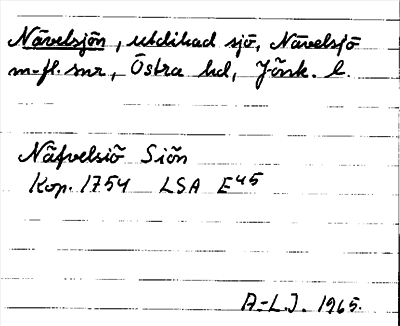 Nävelsjön, utdikad sjö, Nävelsjö
m. fl. snr, Östra hd, Jönk. l.
Näfvelsiö Siön
Kop. 1754 LSA E45
A-L.J. 1965.